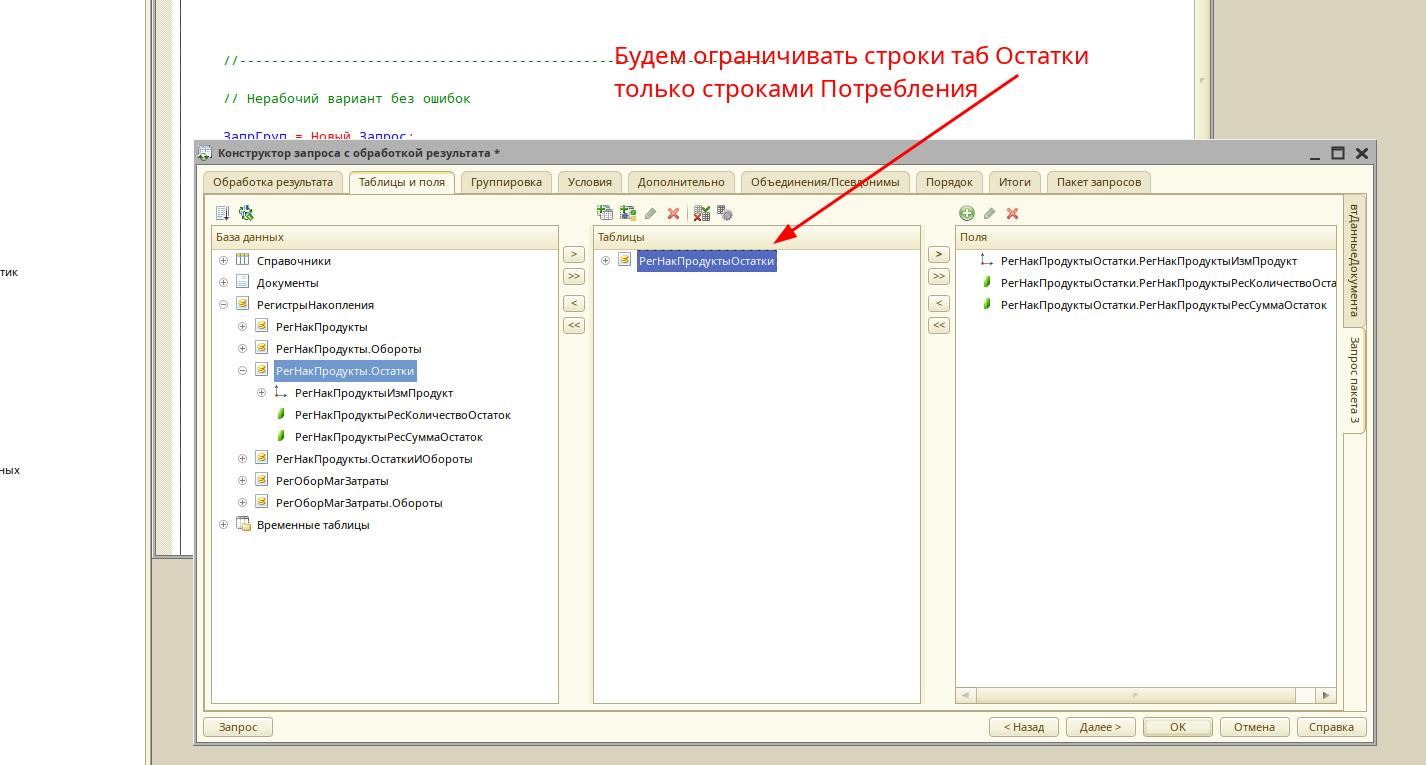 //------------------------------------------------
Будем ограничивать строки таб Остатки
только строками Потребления
// Нерабочий вариант без ошибок
ЗапрГруп = Новый Запрос;
Конструктор запроса с обработкой результата *
Обработка результата
Таблицы и поля
Группировка
Условия
Дополнительно
Объединения/Псевдонимы
Порядок
Итоги
Пакет запросов
База данных
Справочники
Документы
РегистрыНакопления
РегНакПродукты
РегНакПродукты.Обороты
РегНакПродукты.Остатки
РегНакПродуктыИзмПродукт
РегНакПродуктыРесКоличествоОстаток
РегНакПродуктыРесСуммаОстаток
РегНакПродукты.ОстаткиИОбороты
РегОборМагЗатраты
РегОборМагЗатраты.Обороты
Временные таблицы
>
>>
<
<<
Таблицы
РегНакПродуктыОстатки
>
>>
<
<<
Поля
РегНакПродуктыОстатки.РегНакПродуктыИзмПродукт
РегНакПродуктыОстатки.РегНакПродуктыРесКоличествоОста
РегНакПродуктыОстатки.РегНакПродуктыРесСуммаОстаток
втДанныеДокумента
Запрос пакета 3
тик
ных
Запрос
< Назад
Далее >
OK
Отмена
Справка